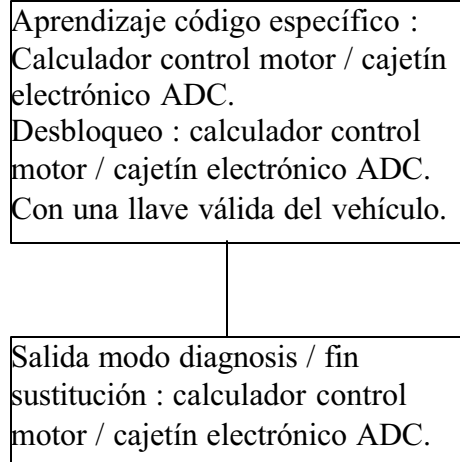 Aprendizaje código específico :
Calculador control motor / cajetín
electrónico ADC.
Desbloqueo : calculador control
motor / cajetín electrónico ADC.
Con una llave válida del vehículo.
Salida modo diagnosis / fin
sustitución : calculador control
motor / cajetín electrónico ADC.